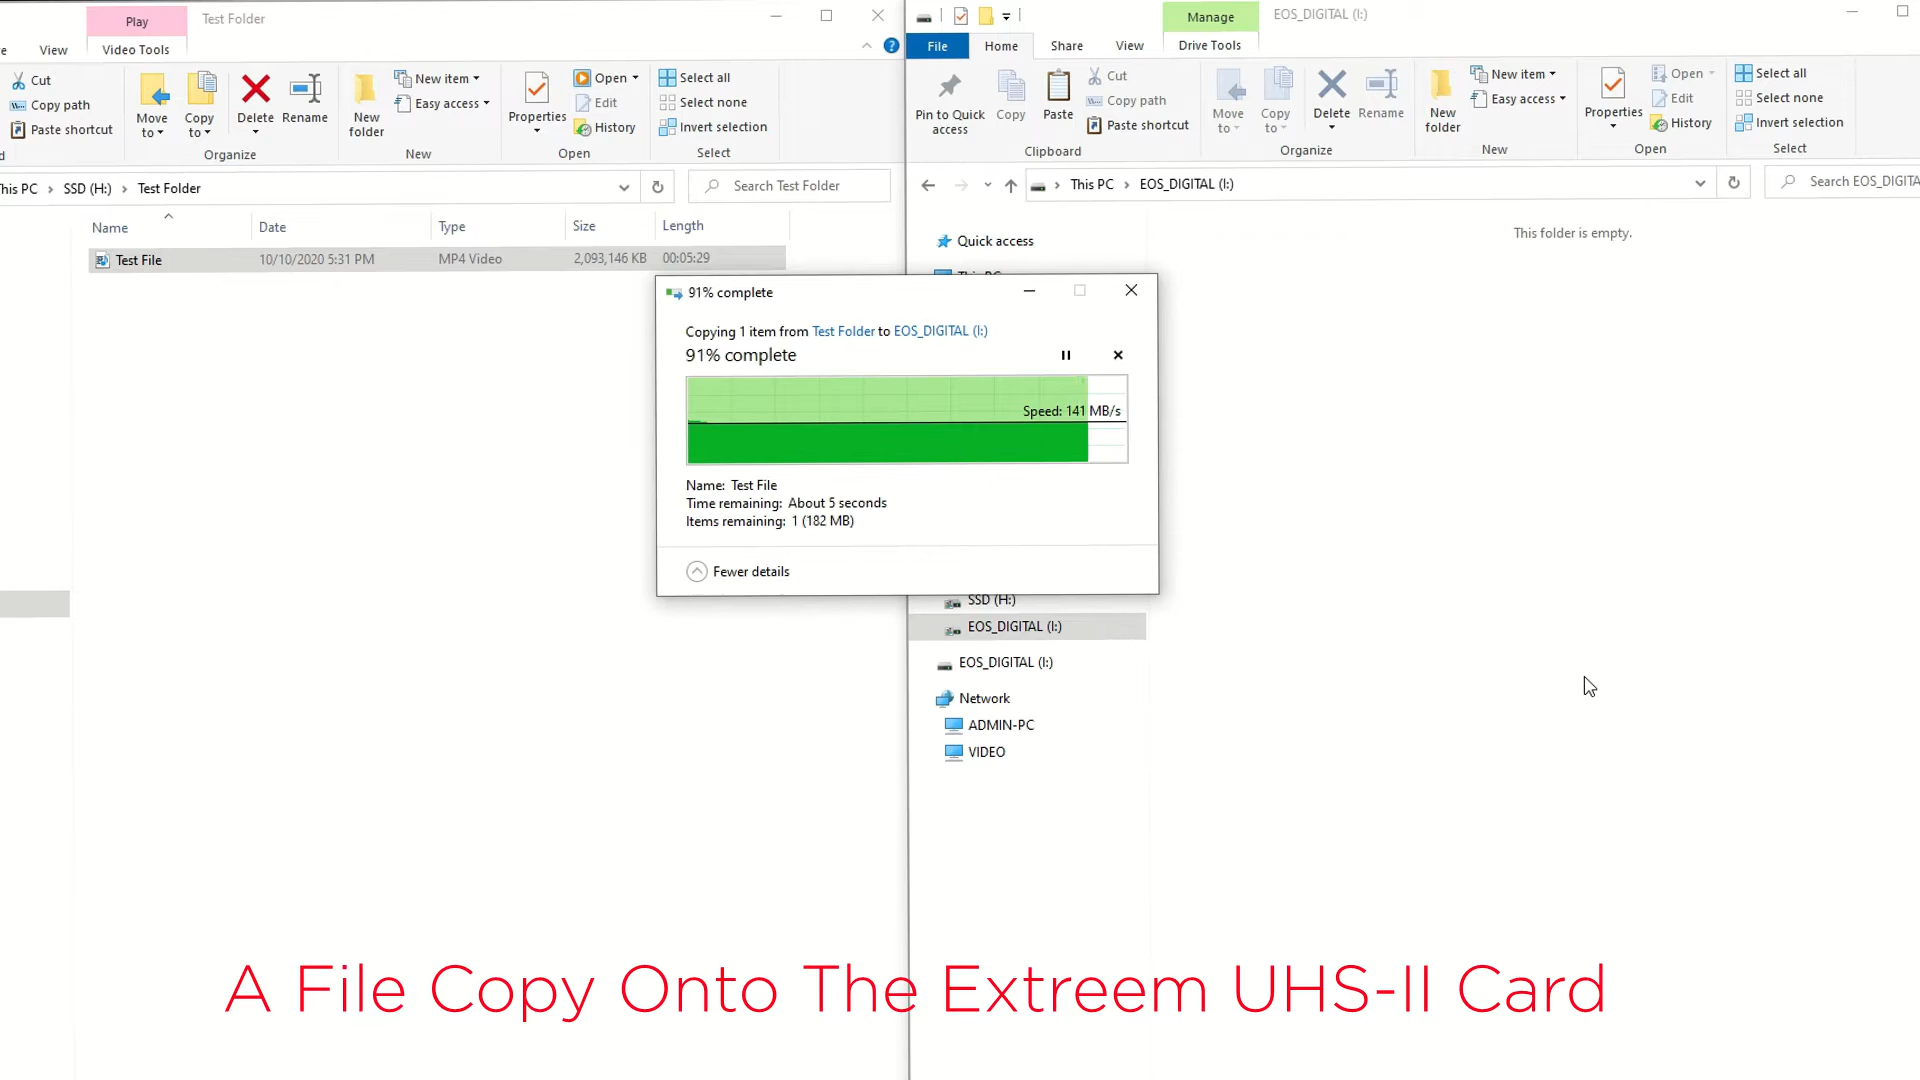 Play
Test Folder
View
Video Tools
Cut
Copy path
Paste shortcut
Move to
Copy to
Delete
Rename
Organize
New folder
New item
Easy access
New
Properties
Open
Edit
History
Open
Select all
Select none
Invert selection
Select
This PC > SSD (H:) > Test Folder
Search Test Folder
Name Date Type Size Length
Test File 10/10/2020 5:31 PM MP4 Video 2,093,146 KB 00:05:29
Manage
EOS_DIGITAL (I:)
File Home Share View Drive Tools
Pin to Quick access
Copy
Paste
Cut
Copy path
Paste shortcut
Clipboard
Move to
Copy to
Delete
Rename
Organize
New folder
New item
Easy access
New
Properties
Open
Edit
History
Open
Select all
Select none
Invert selection
Select
This PC > EOS_DIGITAL (I:)
Search EOS_DIGITA
Quick access
This PC
This folder is empty.
91% complete
Copying 1 item from Test Folder to EOS_DIGITAL (I:)
91% complete
Speed: 141 MB/s
Name: Test File
Time remaining: About 5 seconds
Items remaining: 1 (182 MB)
Fewer details
SSD (H:)
EOS_DIGITAL (I:)
EOS_DIGITAL (I:)
Network
ADMIN-PC
VIDEO
A File Copy Onto The Extreem UHS-II Card